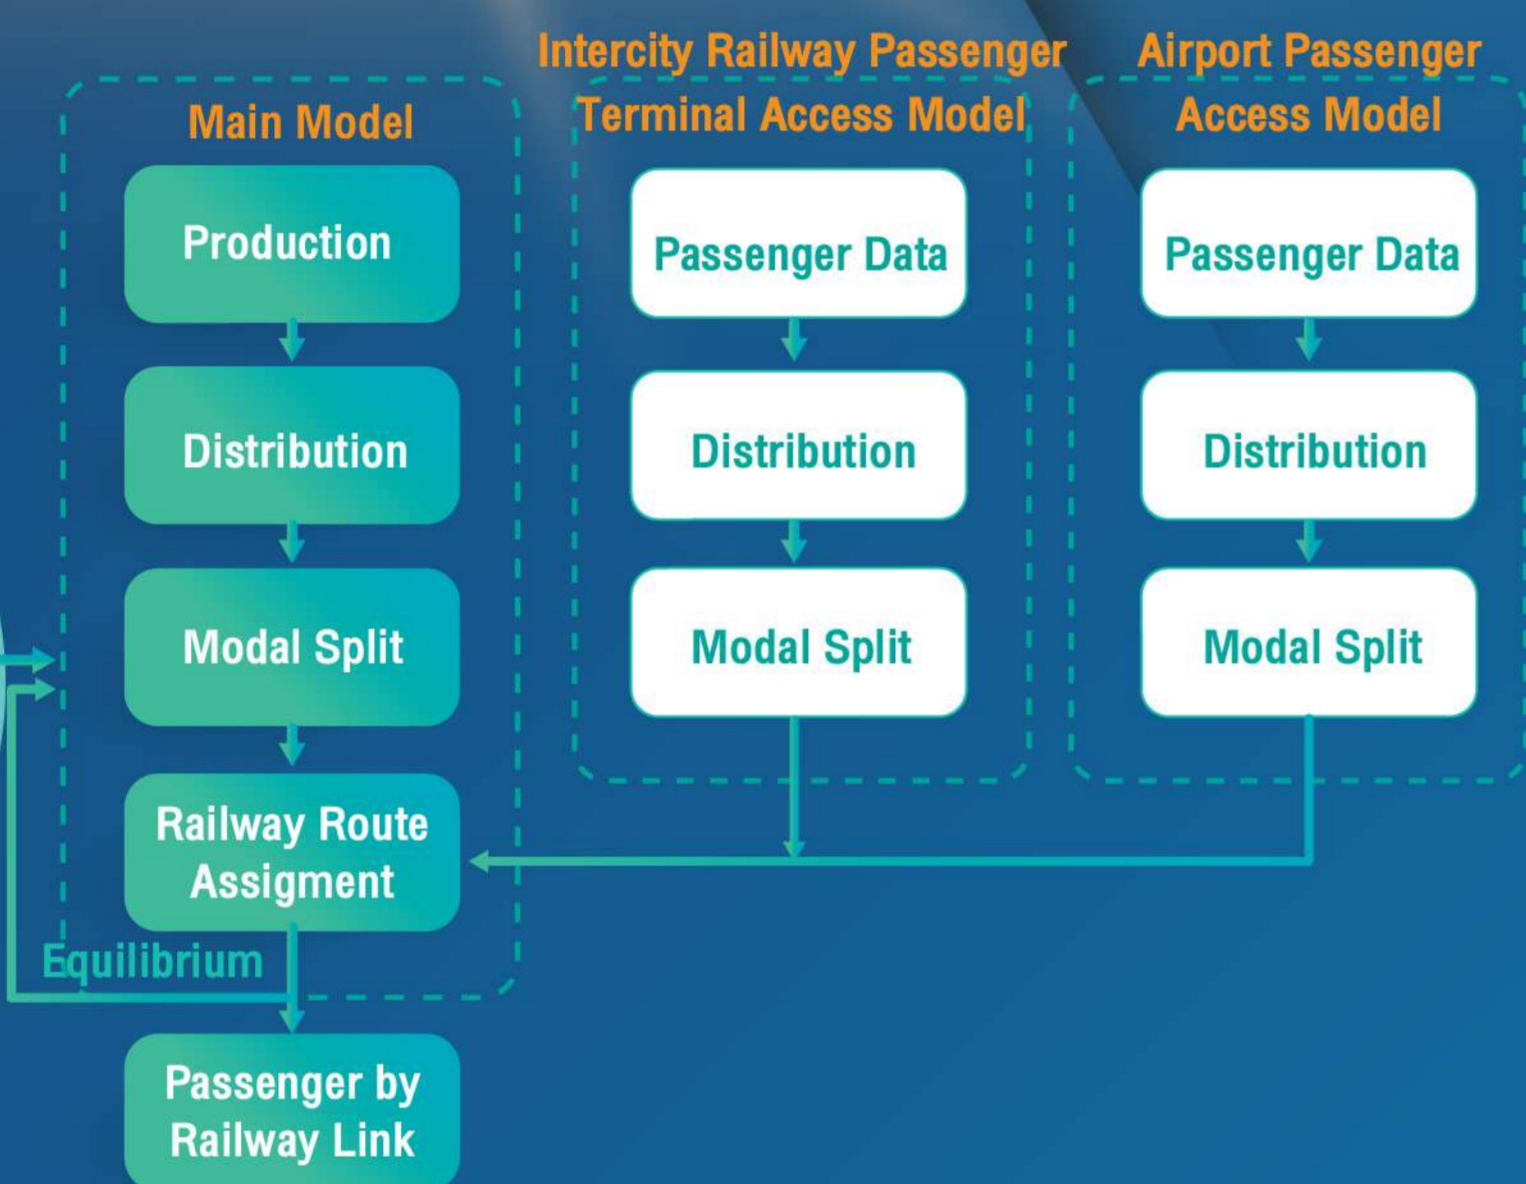 Main Model
Production
Distribution
Modal Split
Railway Route
Assigment
Equilibrium
Passenger by
Railway Link
Intercity Railway Passenger
Terminal Access Model
Passenger Data
Distribution
Modal Split
Airport Passenger
Access Model
Passenger Data
Distribution
Modal Split